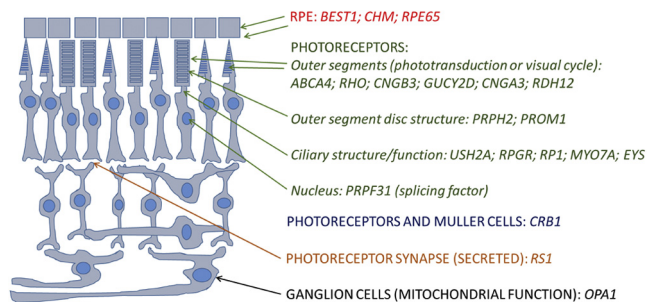 RPE: BEST1; CHM; RPE65
PHOTORECEPTORS:
Outer segments (phototransduction or visual cycle):
ABCA4; RHO; CNGB3; GUCY2D; CNGA3; RDH12
Outer segment disc structure: PRPH2; PROM1
Ciliary structure/function: USH2A; RPGR; RP1; MYO7A; EYS
Nucleus: PRPF31 (splicing factor)
PHOTORECEPTORS AND MULLER CELLS: CRB1
PHOTORECEPTOR SYNAPSE (SECRETED): RS1
GANGLION CELLS (MITOCHONDRIAL FUNCTION): OPA1